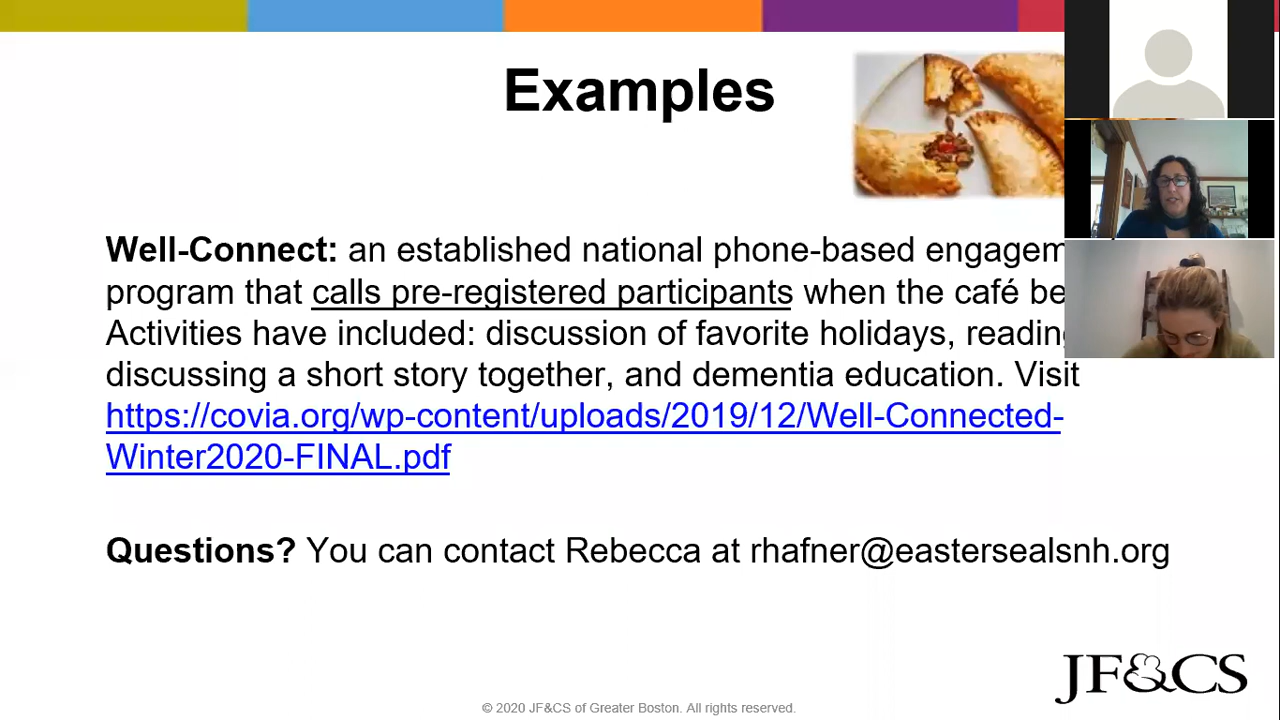 Examples
Well-Connect: an established national phone-based engagem
program that calls pre-registered participants when the café be
Activities have included: discussion of favorite holidays, reading
discussing a short story together, and dementia education. Visit
https://covia.org/wp-content/uploads/2019/12/Well-Connected-
Winter2020-FINAL.pdf
Questions? You can contact Rebecca at rhafner@eastersealsnh.org
JF&CS
© 2020 JF&CS of Greater Boston. All rights reserved.